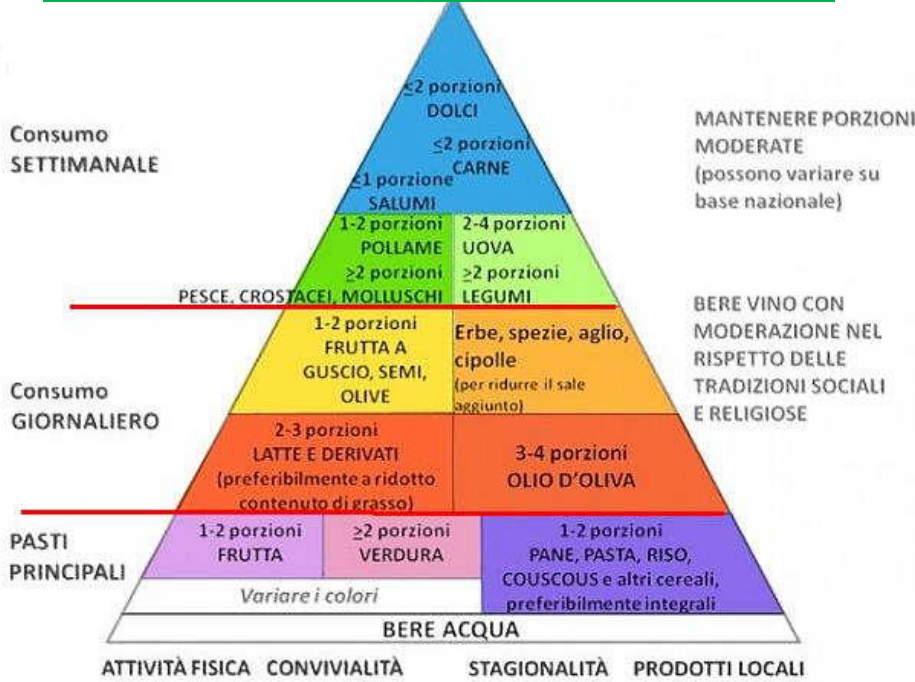 ≤2 porzioni
DOLCI
≤2 porzioni
CARNE
≤1 porzione
SALUMI
Consumo
SETTIMANALE
MANTENERE PORZIONI
MODERATE
(possono variare su
base nazionale)
1-2 porzioni
POLLAME
≥2 porzioni
PESCE, CROSTACEI, MOLLUSCHI
2-4 porzioni
UOVA
≥2 porzioni
LEGUMI
BERE VINO CON
MODERAZIONE NEL
RISPETTO DELLE
TRADIZIONI SOCIALI
E RELIGIOSE
Consumo
GIORNALIERO
1-2 porzioni
FRUTTA A
GUSCIO, SEMI,
OLIVE
Erbe, spezie, aglio,
cipolle
(per ridurre il sale
aggiunto)
2-3 porzioni
LATTE E DERIVATI
(preferibilmente a ridotto
contenuto di grasso)
3-4 porzioni
OLIO D'OLIVA
PASTI
PRINCIPALI
1-2 porzioni
FRUTTA
≥2 porzioni
VERDURA
1-2 porzioni
PANE, PASTA, RISO,
COUSCOUS e altri cereali,
preferibilmente integrali
Variare i colori
BERE ACQUA
ATTIVITÀ FISICA CONVIVIALITÀ STAGIONALITÀ PRODOTTI LOCALI